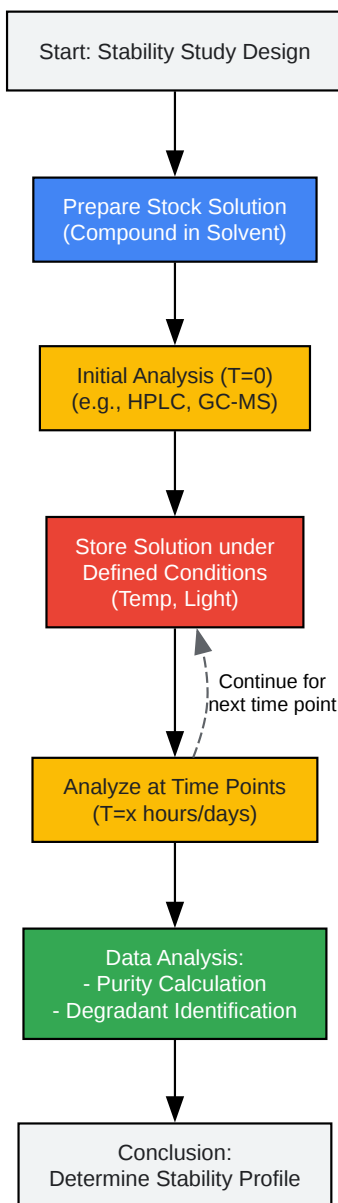 Start: Stability Study Design
Prepare Stock Solution
(Compound in Solvent)
Initial Analysis (T=0)
(e.g., HPLC, GC-MS)
Store Solution under
Defined Conditions
(Temp, Light)
Continue for
next time point
Analyze at Time Points
(T=x hours/days)
Data Analysis:
- Purity Calculation
- Degradant Identification
Conclusion:
Determine Stability Profile